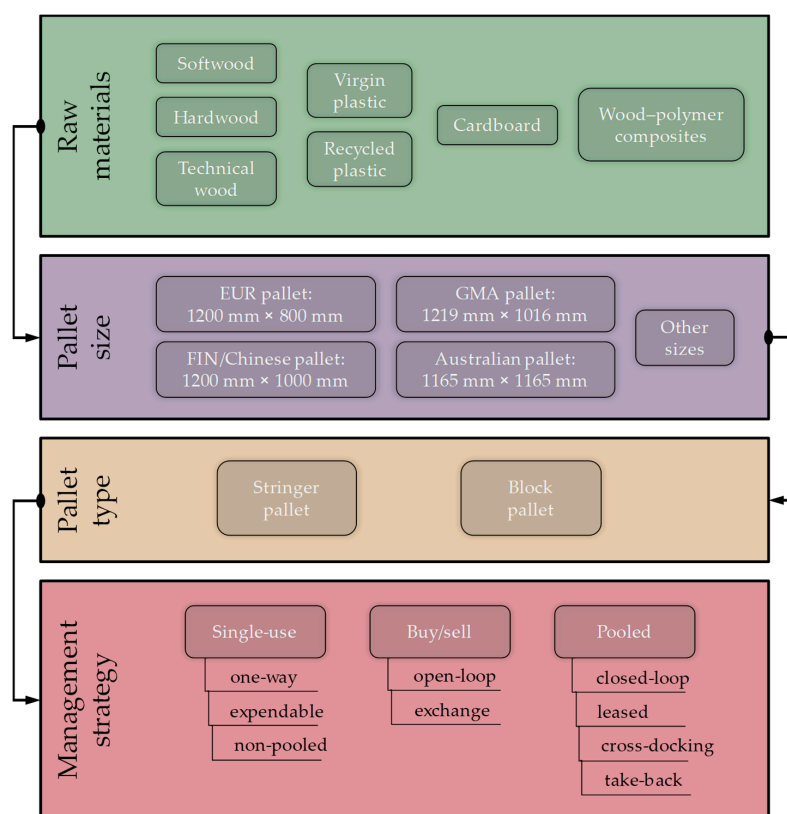 Raw
materials
Softwood
Hardwood
Technical
wood
Virgin
plastic
Recycled
plastic
Cardboard
Wood–polymer
composites
Pallet
size
EUR pallet:
1200 mm × 800 mm
GMA pallet:
1219 mm × 1016 mm
FIN/Chinese pallet:
1200 mm × 1000 mm
Australian pallet:
1165 mm × 1165 mm
Other
sizes
Pallet
type
Stringer
pallet
Block
pallet
Management
strategy
Single-use
one-way
expendable
non-pooled
Buy/sell
open-loop
exchange
Pooled
closed-loop
leased
cross-docking
take-back